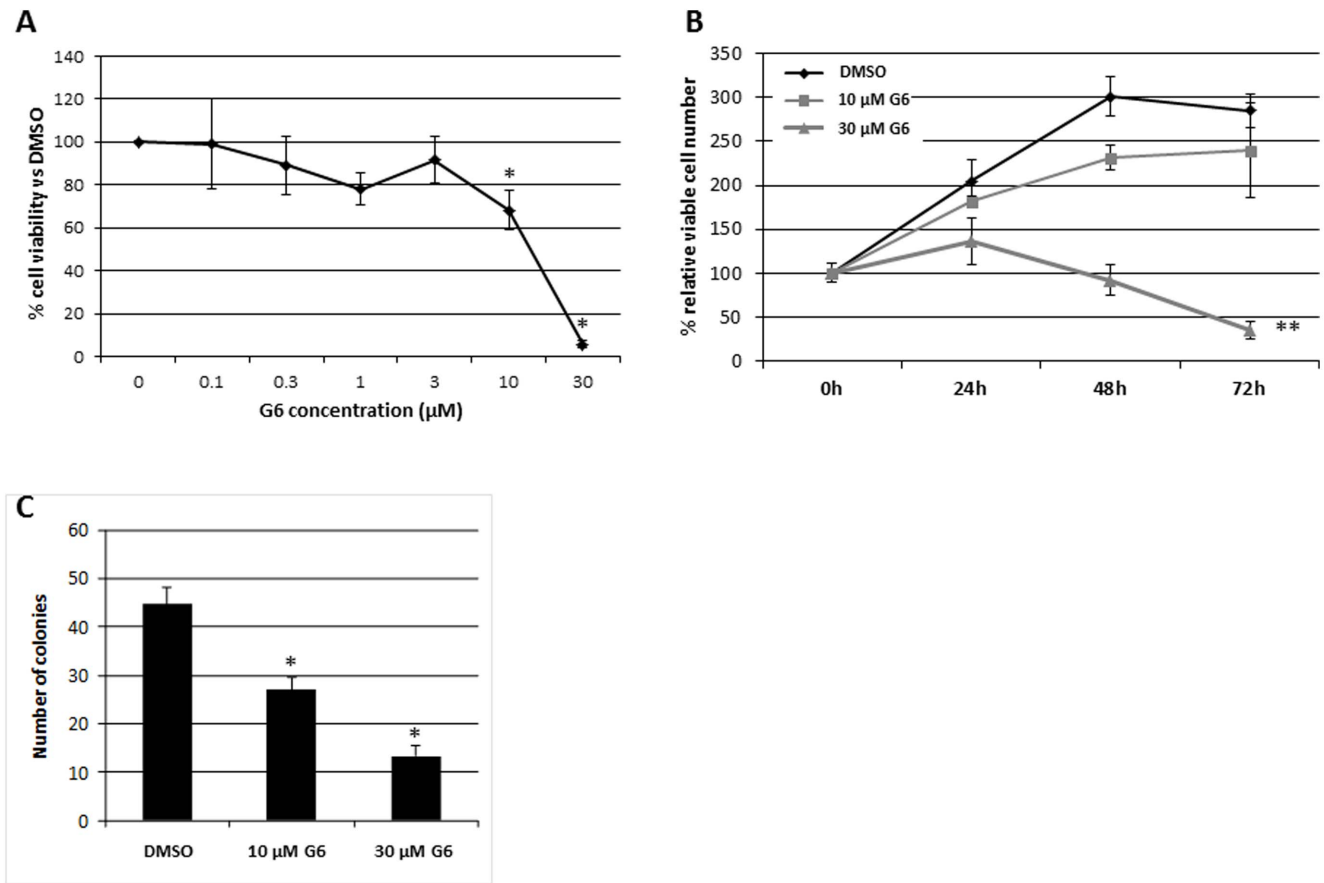 A
% cell viability vs DMSO
140
120
100
80
60
40
20
0
*
*
0 0.1 0.3 1 3 10 30
G6 concentration (µM)
B
% relative viable cell number
350
300
250
200
150
100
50
0
DMSO
10 µM G6
30 µM G6
**
0h 24h 48h 72h
C
Number of colonies
60
50
40
30
20
10
0
*
*
DMSO 10 µM G6 30 µM G6